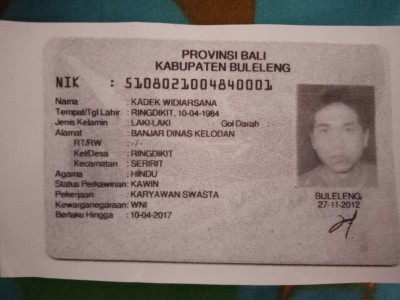 PROVINSI BALI
KABUPATEN BULELENG
NIK : 5108021004840001
Nama : KADEK WIDIARSANA
Tempat/Tgl Lahir : RINGDIKIT, 10-04-1984
Jenis Kelamin : LAKI-LAKI Gol Darah : -
Alamat : BANJAR DINAS KELODAN
RT/RW : -/-
Kel/Desa : RINGDIKIT
Kecamatan : SERIRIT
Agama : HINDU
Status Perkawinan: KAWIN
Pekerjaan : KARYAWAN SWASTA
Kewarganegaraan: WNI
Berlaku Hingga : 10-04-2017
BULELENG
27-11-2012